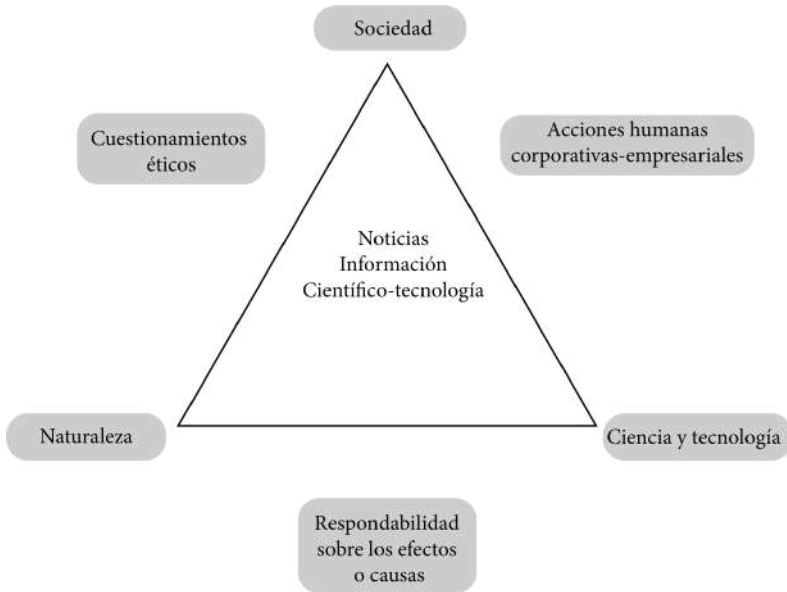 Sociedad
Cuestionamientos
éticos
Acciones humanas
corporativas-empresariales
Noticias
Información
Científico-tecnología
Naturaleza
Ciencia y tecnología
Respondabilidad
sobre los efectos
o causas